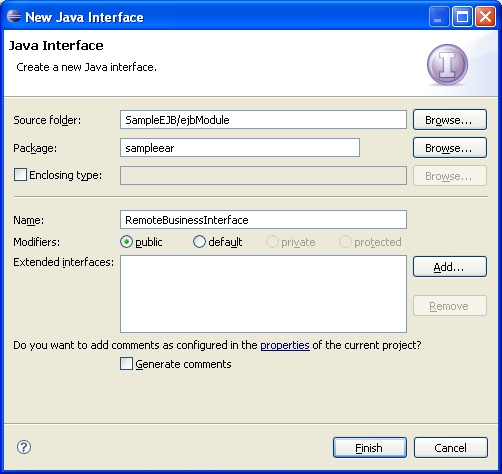 New Java Interface
Java Interface
Create a new Java interface.
I
Source folder: SampleEJB/ejbModule Browse...
Package: sampleear Browse...
Enclosing type: Browse...
Name: RemoteBusinessInterface
Modifiers: public default private protected
Extended interfaces: Add...
Remove
Do you want to add comments as configured in the properties of the current project?
Generate comments
? Finish Cancel